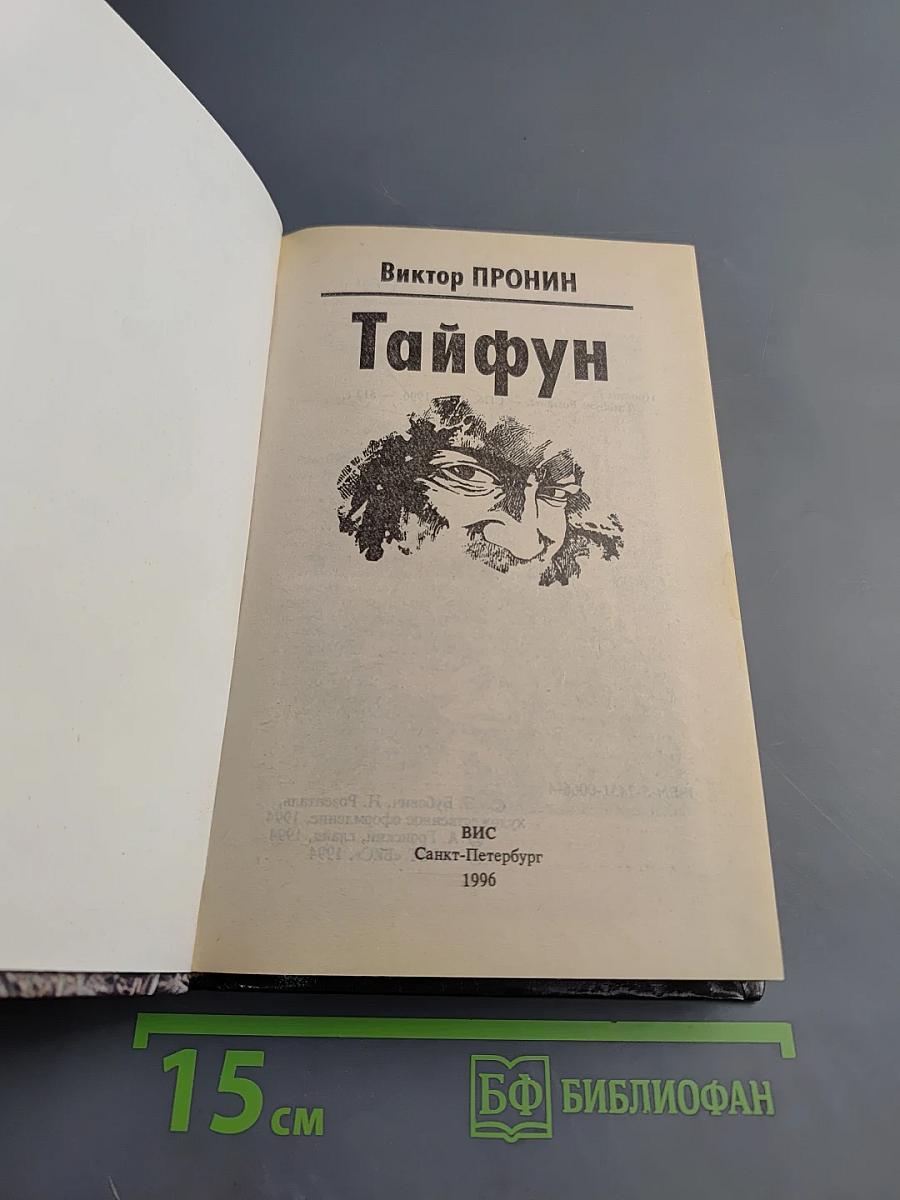 Виктор ПРОНИН
Тайфун
ВИС
Санкт-Петербург
1996
15 см
БФ БИБЛИОФАН